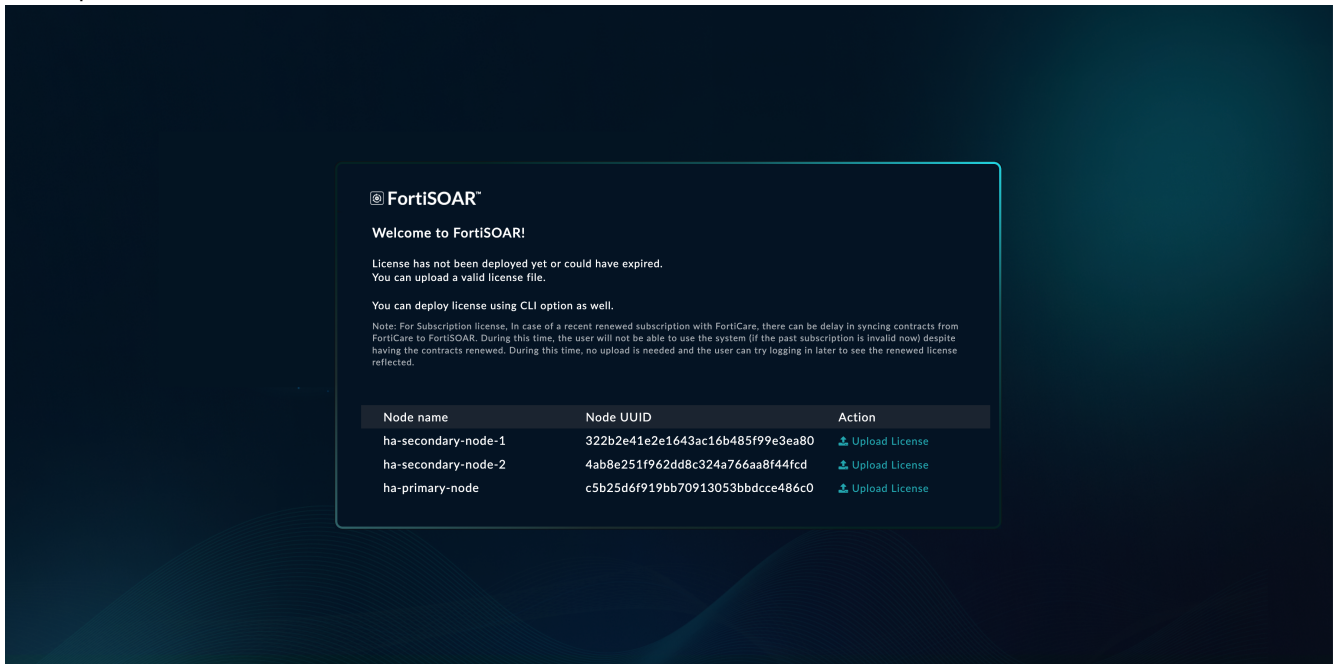 FortiSOAR™
Welcome to FortiSOAR!
License has not been deployed yet or could have expired.
You can upload a valid license file.
You can deploy license using CLI option as well.
Note: For Subscription license, In case of a recent renewed subscription with FortiCare, there can be delay in syncing contracts from
FortiCare to FortiSOAR. During this time, the user will not be able to use the system (if the past subscription is invalid now) despite
having the contracts renewed. During this time, no upload is needed and the user can try logging in later to see the renewed license
reflected.
Node name Node UUID Action
ha-secondary-node-1 322b2e41e2e1643ac16b485f99e3ea80 Upload License
ha-secondary-node-2 4ab8e251f962dd8c324a766aa8f44fcd Upload License
ha-primary-node c5b25d6f919bb70913053bbdcce486c0 Upload License